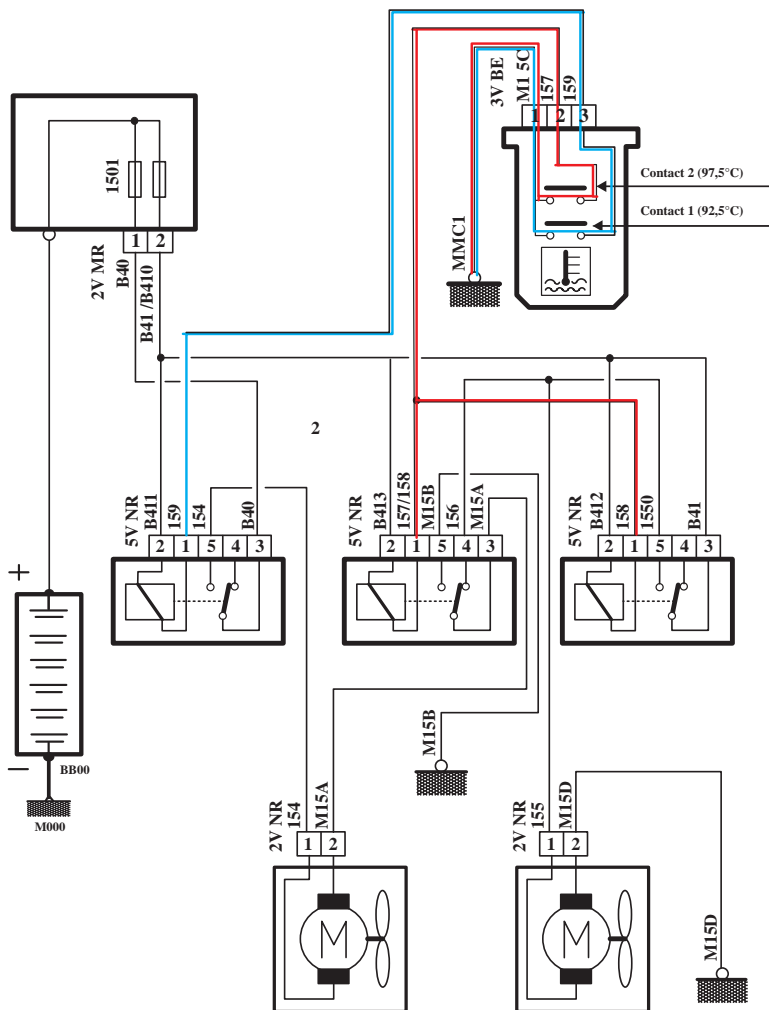 3V BE
M1 5C
157
159
1 2 3
Contact 2 (97,5°C)
Contact 1 (92,5°C)
1501
2V MR
B40
B41 /B410
1 2
MMC1
2
5V NR
B411
159
154
B40
2 1 5 4 3
5V NR
B413
157/158
M15B
156
M15A
2 1 5 4 3
5V NR
B412
158
1550
B41
2 1 5 4 3
+
−
BB00
M000
M15B
2V NR
154
M15A
1 2
M
2V NR
155
M15D
1 2
M
M15D